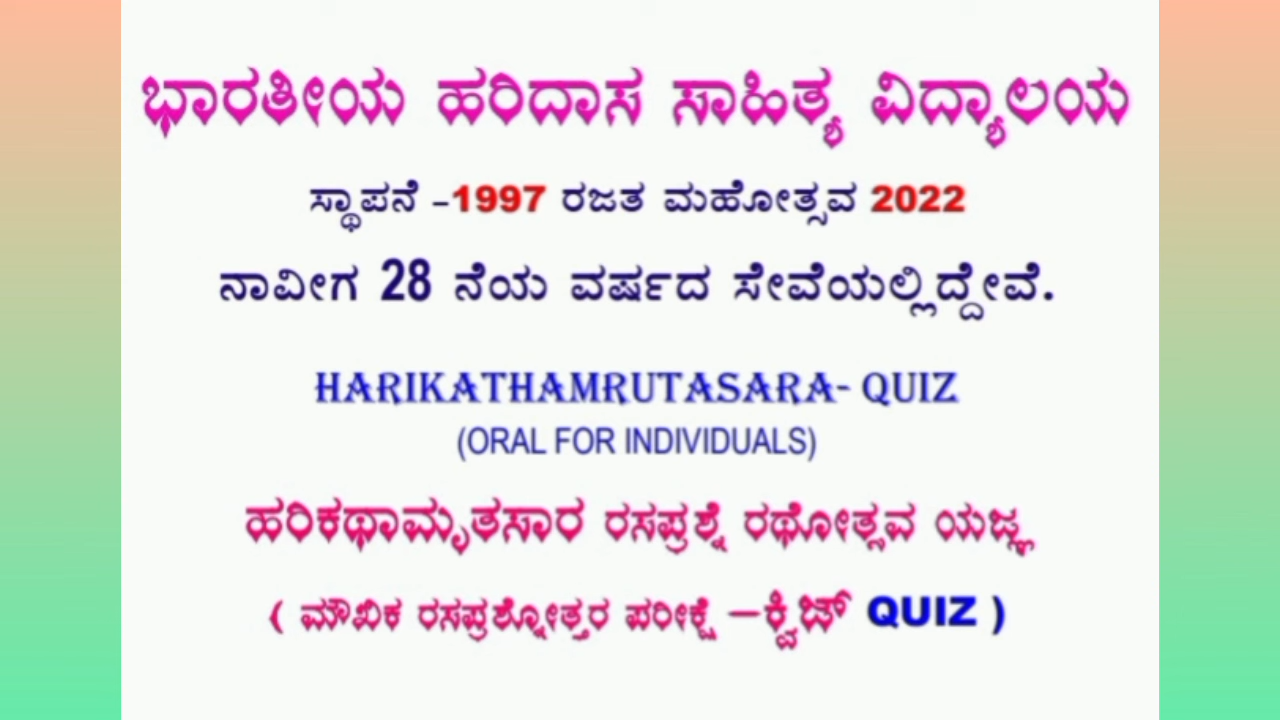 ಭಾರತೀಯ ಹರಿದಾಸ ಸಾಹಿತ್ಯ ವಿದ್ಯಾಲಯ
ಸ್ಥಾಪನೆ -1997 ರಜತ ಮಹೋತ್ಸವ 2022
ನಾವೀಗ 28 ನೆಯ ವರ್ಷದ ಸೇವೆಯಲ್ಲಿದ್ದೇವೆ.
HARIKATHAMRUTASARA- QUIZ
(ORAL FOR INDIVIDUALS)
ಹರಿಕಥಾಮೃತಸಾರ ರಸಪ್ರಶ್ನೆ ರಥೋತ್ಸವ ಯಜ್ಞ
( ಮೌಖಿಕ ರಸಪ್ರಶ್ನೋತ್ತರ ಪರೀಕ್ಷೆ –ಕ್ವಿಜ್ QUIZ )